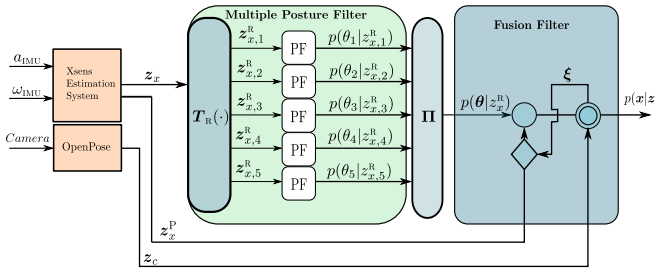 Multiple Posture Filter
Fusion Filter
a_IMU
ω_IMU
Camera
Xsens
Estimation
System
OpenPose
z_x
T_R(·)
z^R_{x,1}
PF
p(θ_1|z^R_{x,1})
z^R_{x,2}
PF
p(θ_2|z^R_{x,2})
z^R_{x,3}
PF
p(θ_3|z^R_{x,3})
z^R_{x,4}
PF
p(θ_4|z^R_{x,4})
z^R_{x,5}
PF
p(θ_5|z^R_{x,5})
Π
p(θ|z^R_x)
ξ
p(x|z
z^P_x
z_c